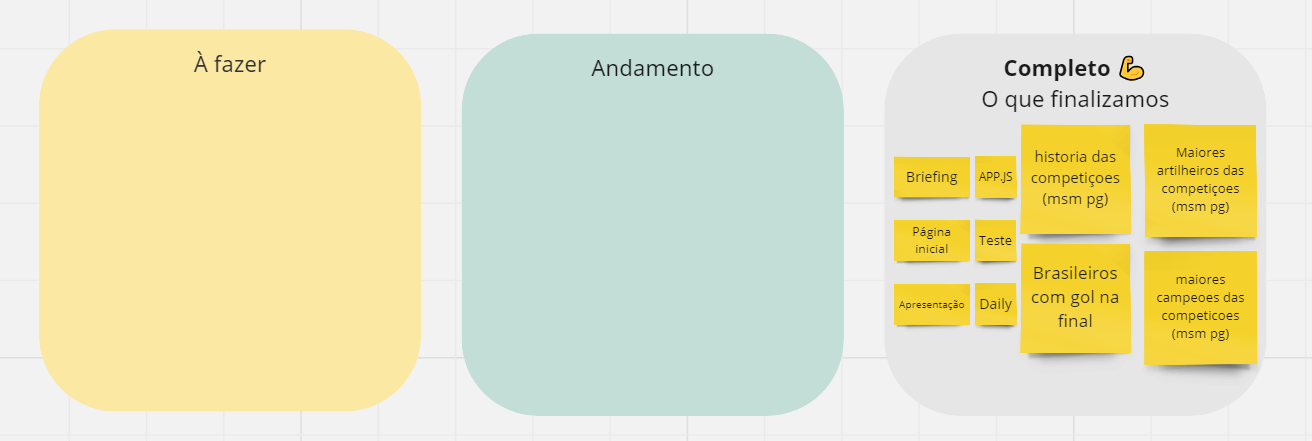 À fazer
Andamento
Completo 💪
O que finalizamos
Briefing
APP.JS
historia das
competiçoes
(msm pg)
Maiores
artilheiros das
competiçoes
(msm pg)
Página
inicial
Teste
Brasileiros
com gol na
final
maiores
campeoes das
competicoes
(msm pg)
Apresentação
Daily